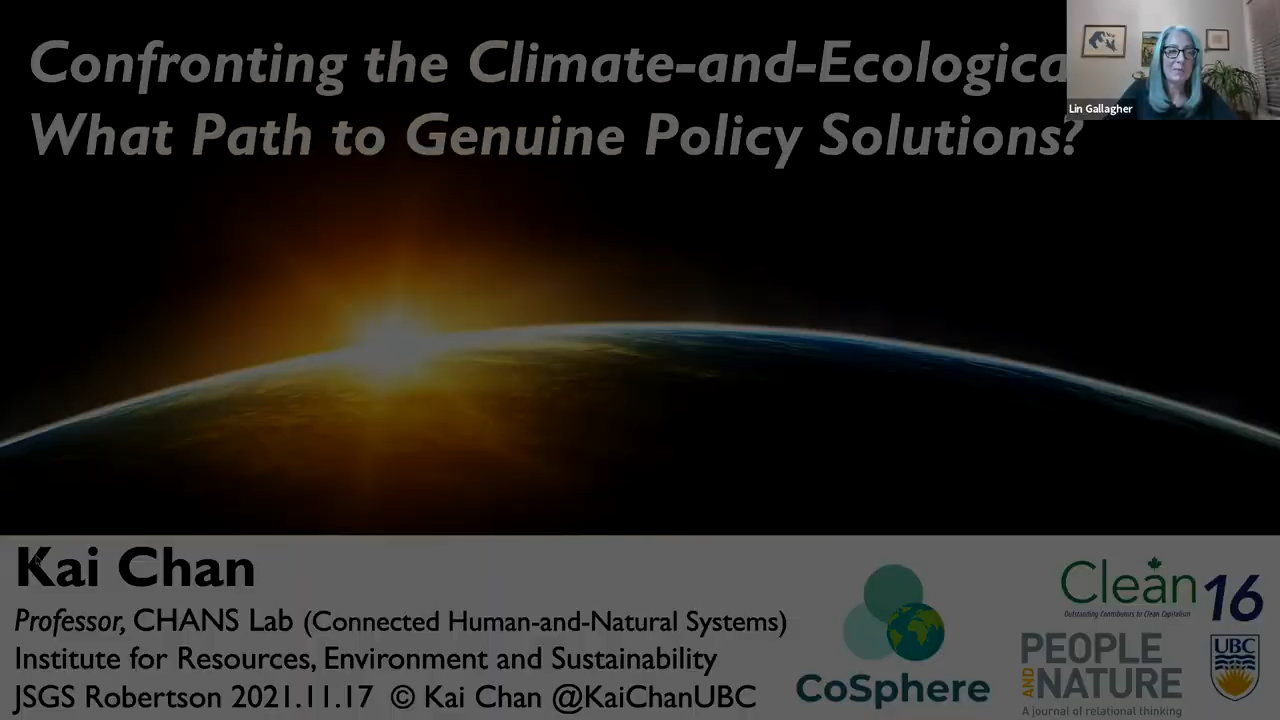 Confronting the Climate-and-Ecologica
What Path to Genuine Policy Solutions?
Lin Gallagher
Kai Chan
Professor, CHANS Lab (Connected Human-and-Natural Systems)
Institute for Resources, Environment and Sustainability
JSGS Robertson 2021.11.17 © Kai Chan @KaiChanUBC
CoSphere
Clean16
Outstanding Contributors to Clean Capitalism
PEOPLE
AND NATURE
A journal of relational thinking
UBC